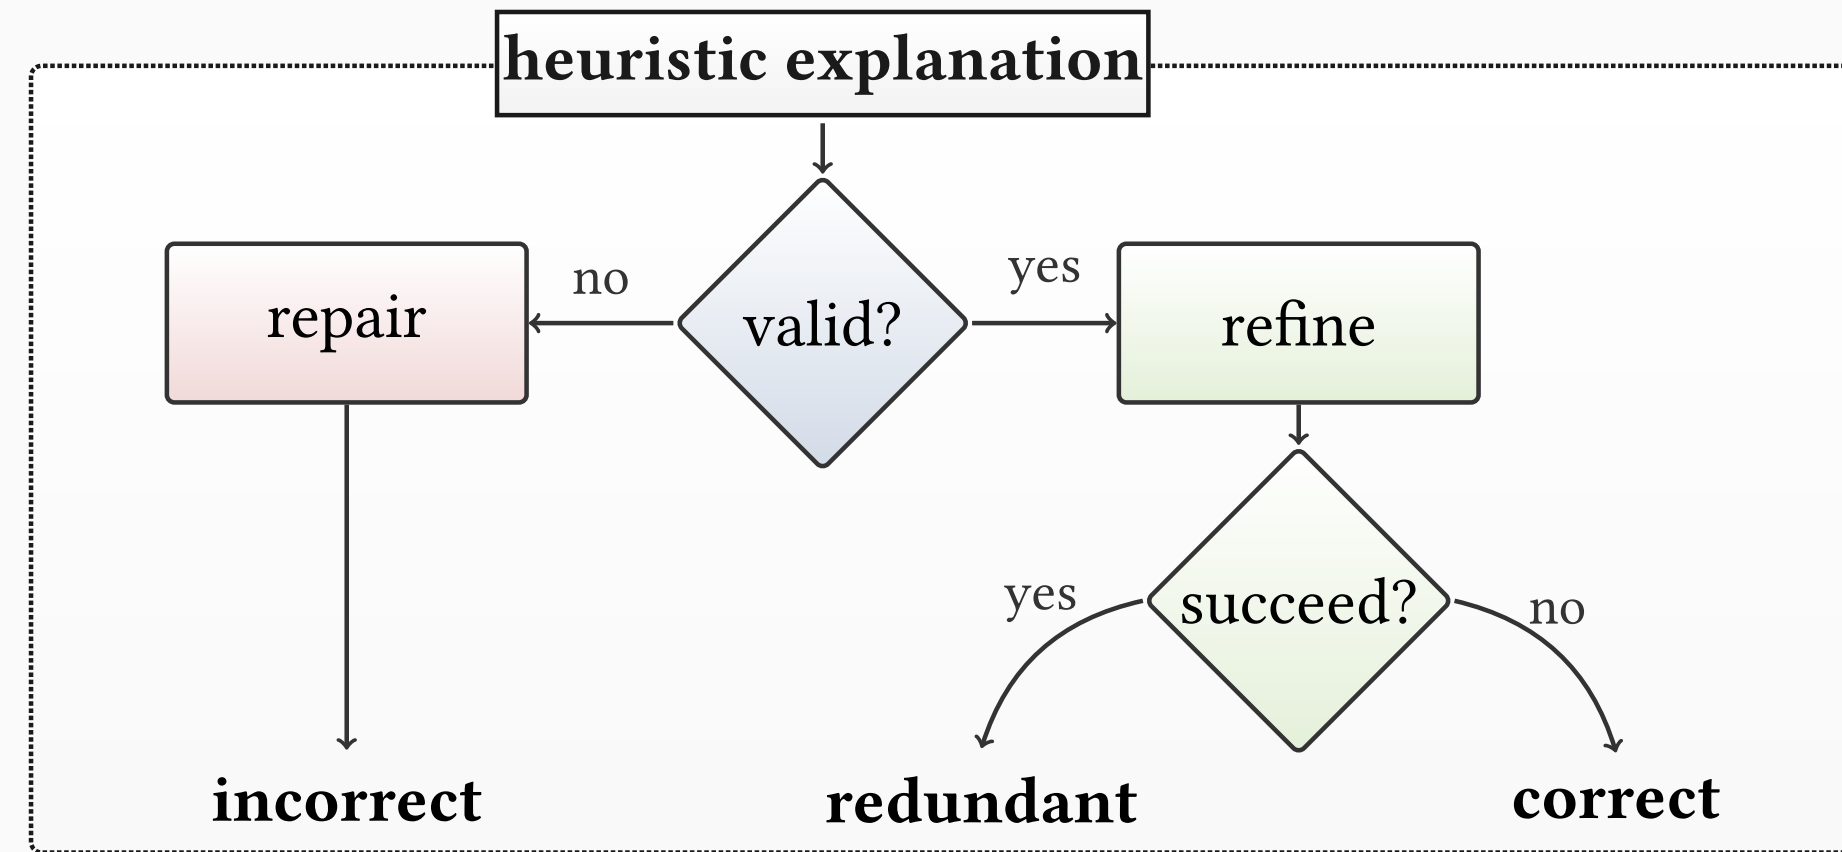 heuristic explanation
no
yes
repair
valid?
refine
yes
succeed?
no
incorrect
redundant
correct